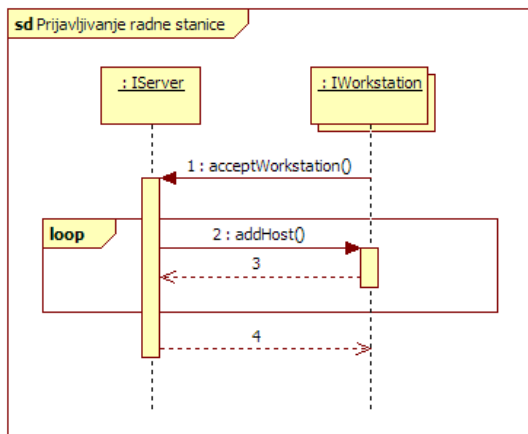 sd Prijavljivanje radne stanice
: IServer
: IWorkstation
1 : acceptWorkstation()
loop
2 : addHost()
3
4